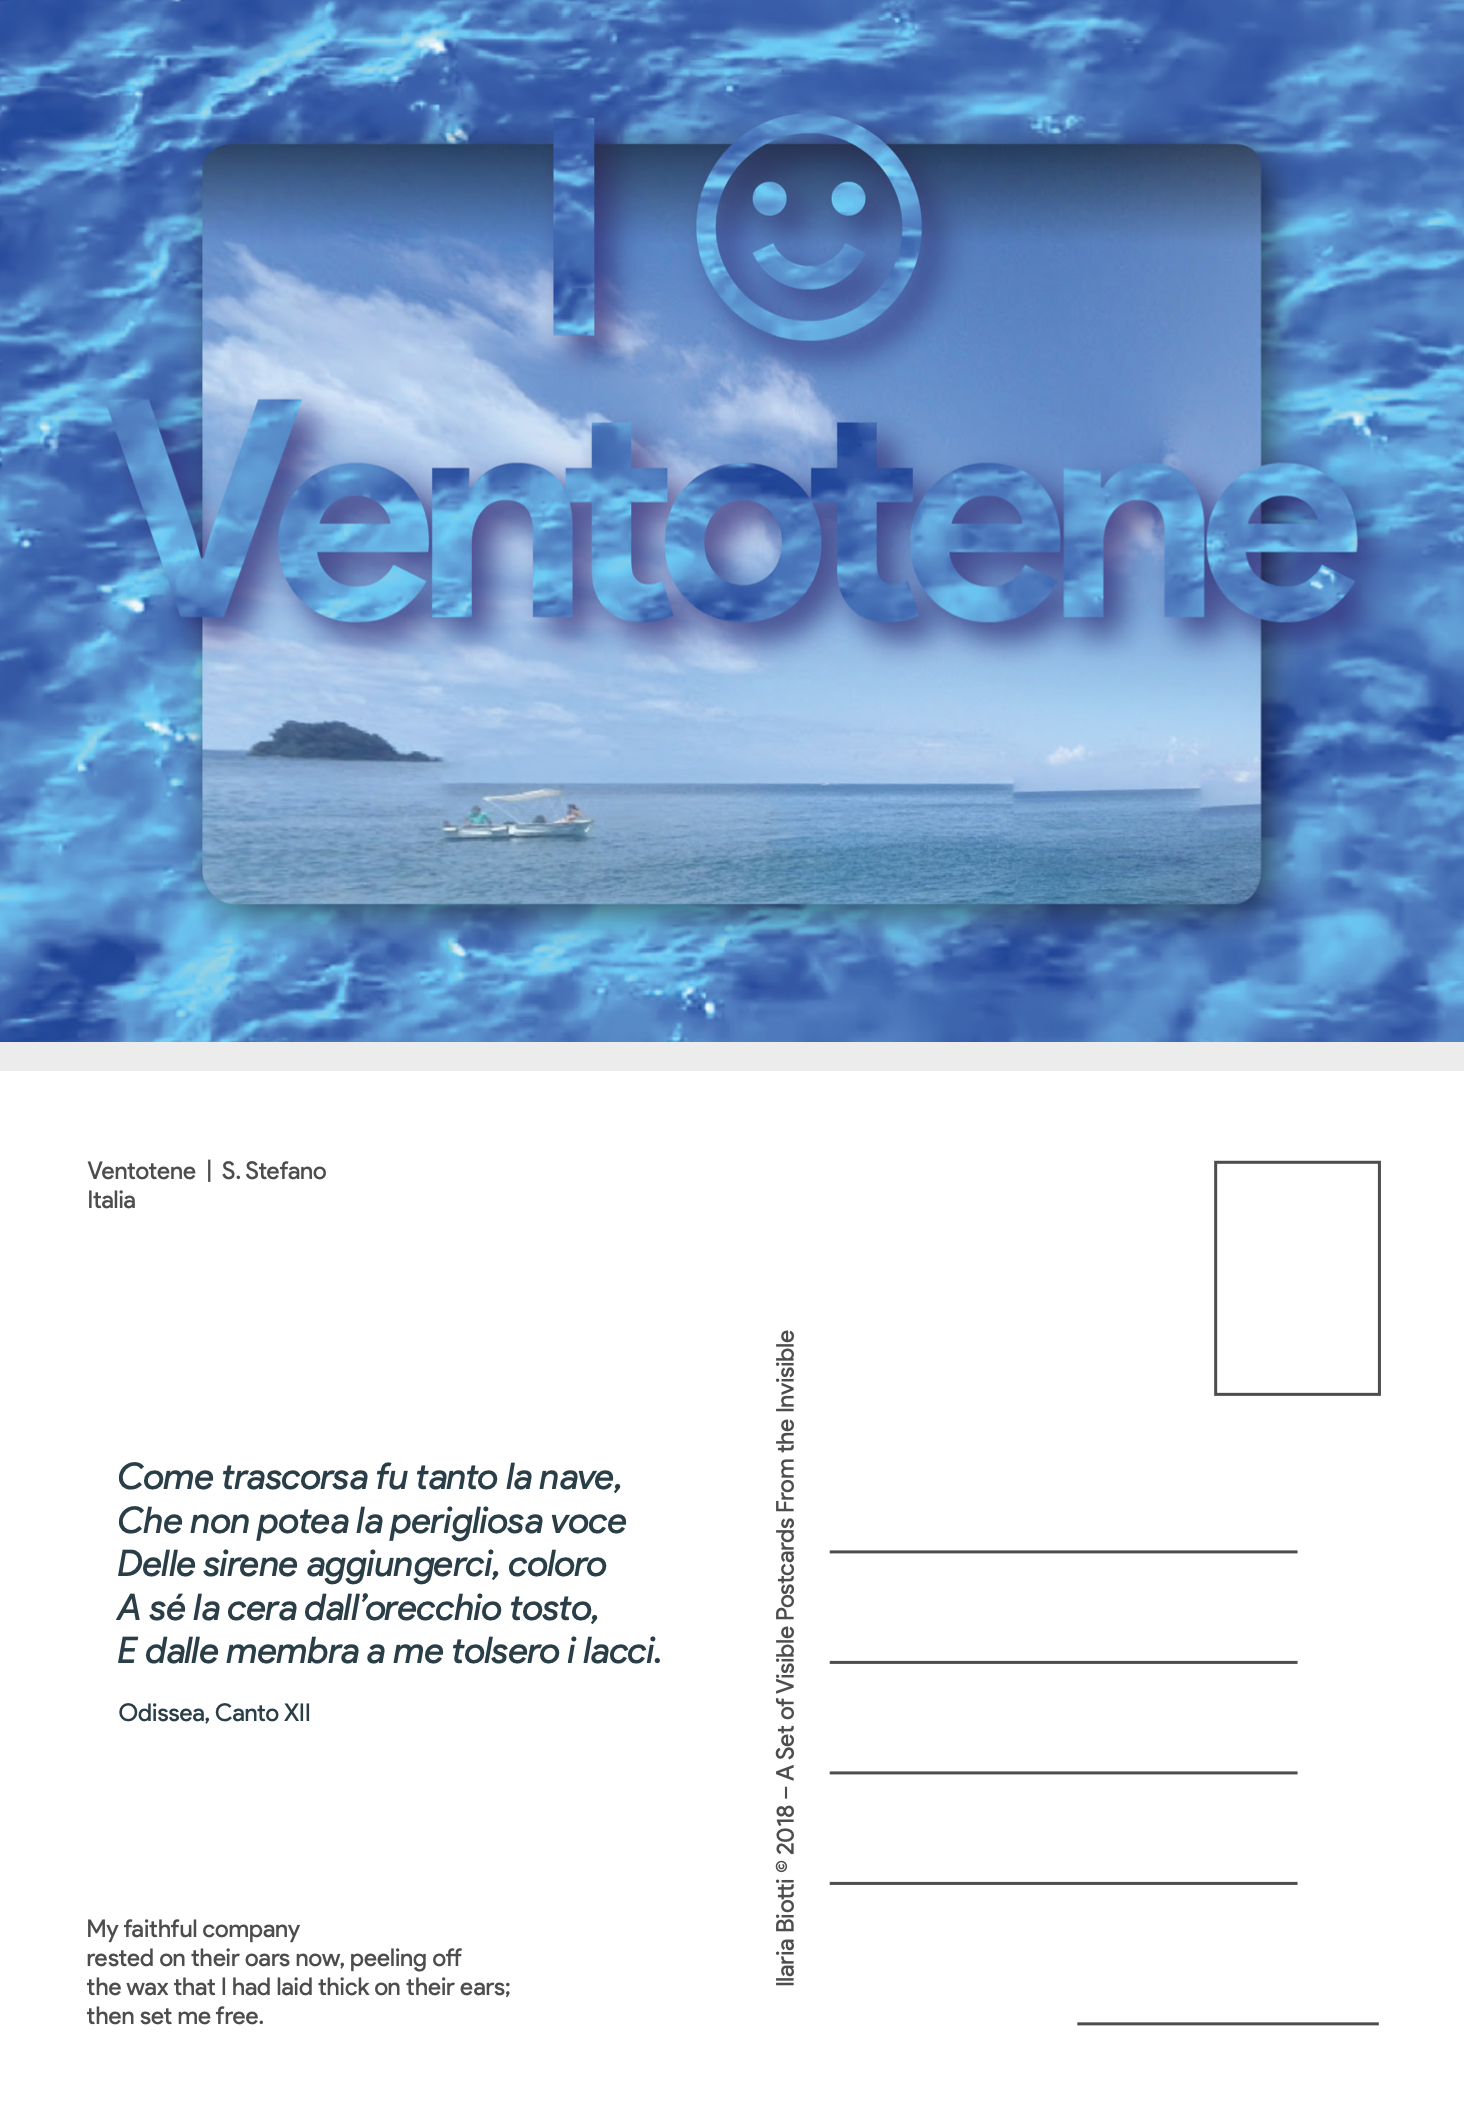 I ☺
Ventotene
Ventotene | S. Stefano
Italia
Come trascorsa fu tanto la nave,
Che non potea la perigliosa voce
Delle sirene aggiungerci, coloro
A sé la cera dall’orecchio tosto,
E dalle membra a me tolsero i lacci.
Odissea, Canto XII
My faithful company
rested on their oars now, peeling off
the wax that I had laid thick on their ears;
then set me free.
Ilaria Biotti © 2018 – A Set of Visible Postcards From the Invisible